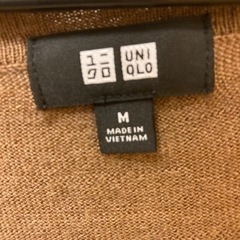 ユニ UNI
クロ QLO
M
MADE IN
VIETNAM